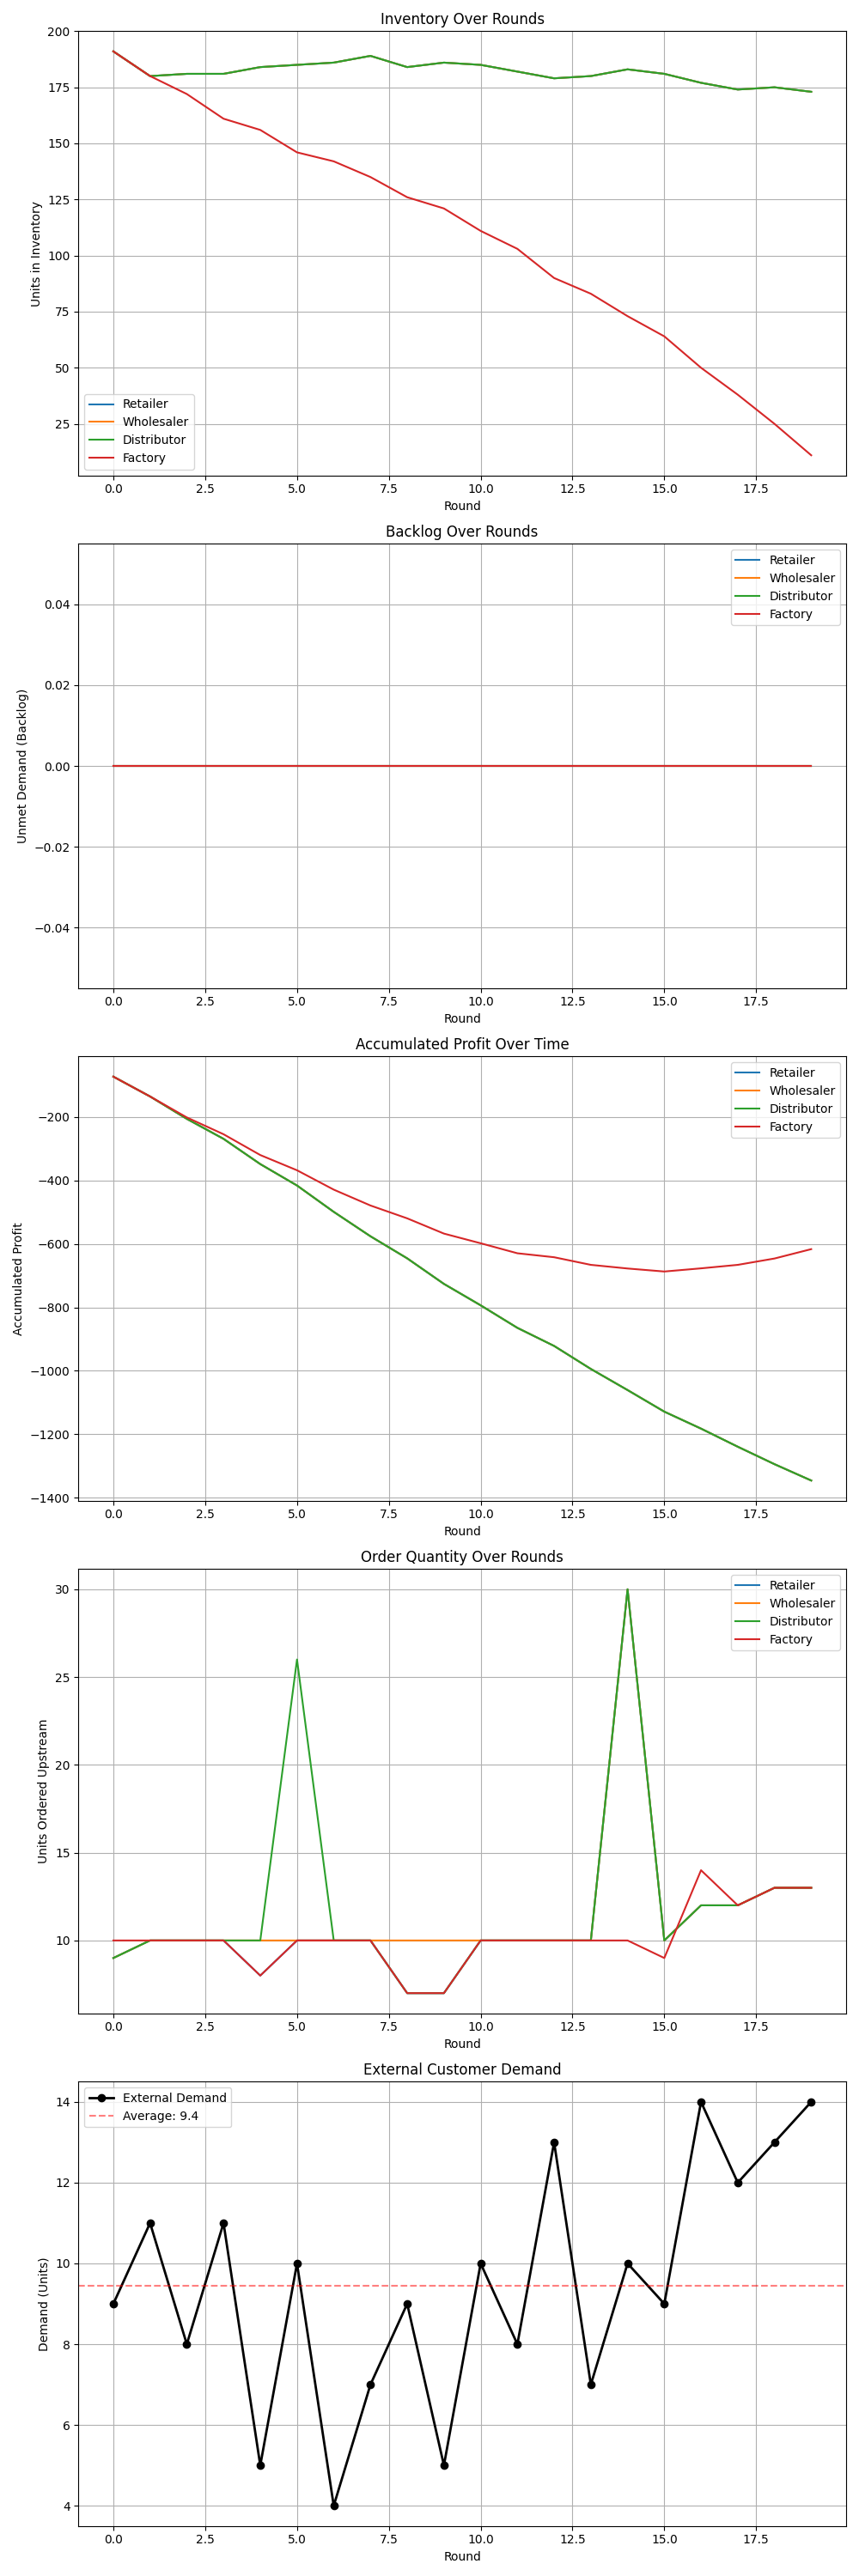 Inventory Over Rounds
200
175
150
125
100
75
50
25
Units in Inventory
Retailer
Wholesaler
Distributor
Factory
0.0 2.5 5.0 7.5 10.0 12.5 15.0 17.5
Round
Backlog Over Rounds
0.04
0.02
0.00
−0.02
−0.04
Unmet Demand (Backlog)
Retailer
Wholesaler
Distributor
Factory
0.0 2.5 5.0 7.5 10.0 12.5 15.0 17.5
Round
Accumulated Profit Over Time
−200
−400
−600
−800
−1000
−1200
−1400
Accumulated Profit
Retailer
Wholesaler
Distributor
Factory
0.0 2.5 5.0 7.5 10.0 12.5 15.0 17.5
Round
Order Quantity Over Rounds
30
25
20
15
10
Units Ordered Upstream
Retailer
Wholesaler
Distributor
Factory
0.0 2.5 5.0 7.5 10.0 12.5 15.0 17.5
Round
External Customer Demand
14
12
10
8
6
4
Demand (Units)
External Demand
Average: 9.4
0.0 2.5 5.0 7.5 10.0 12.5 15.0 17.5
Round